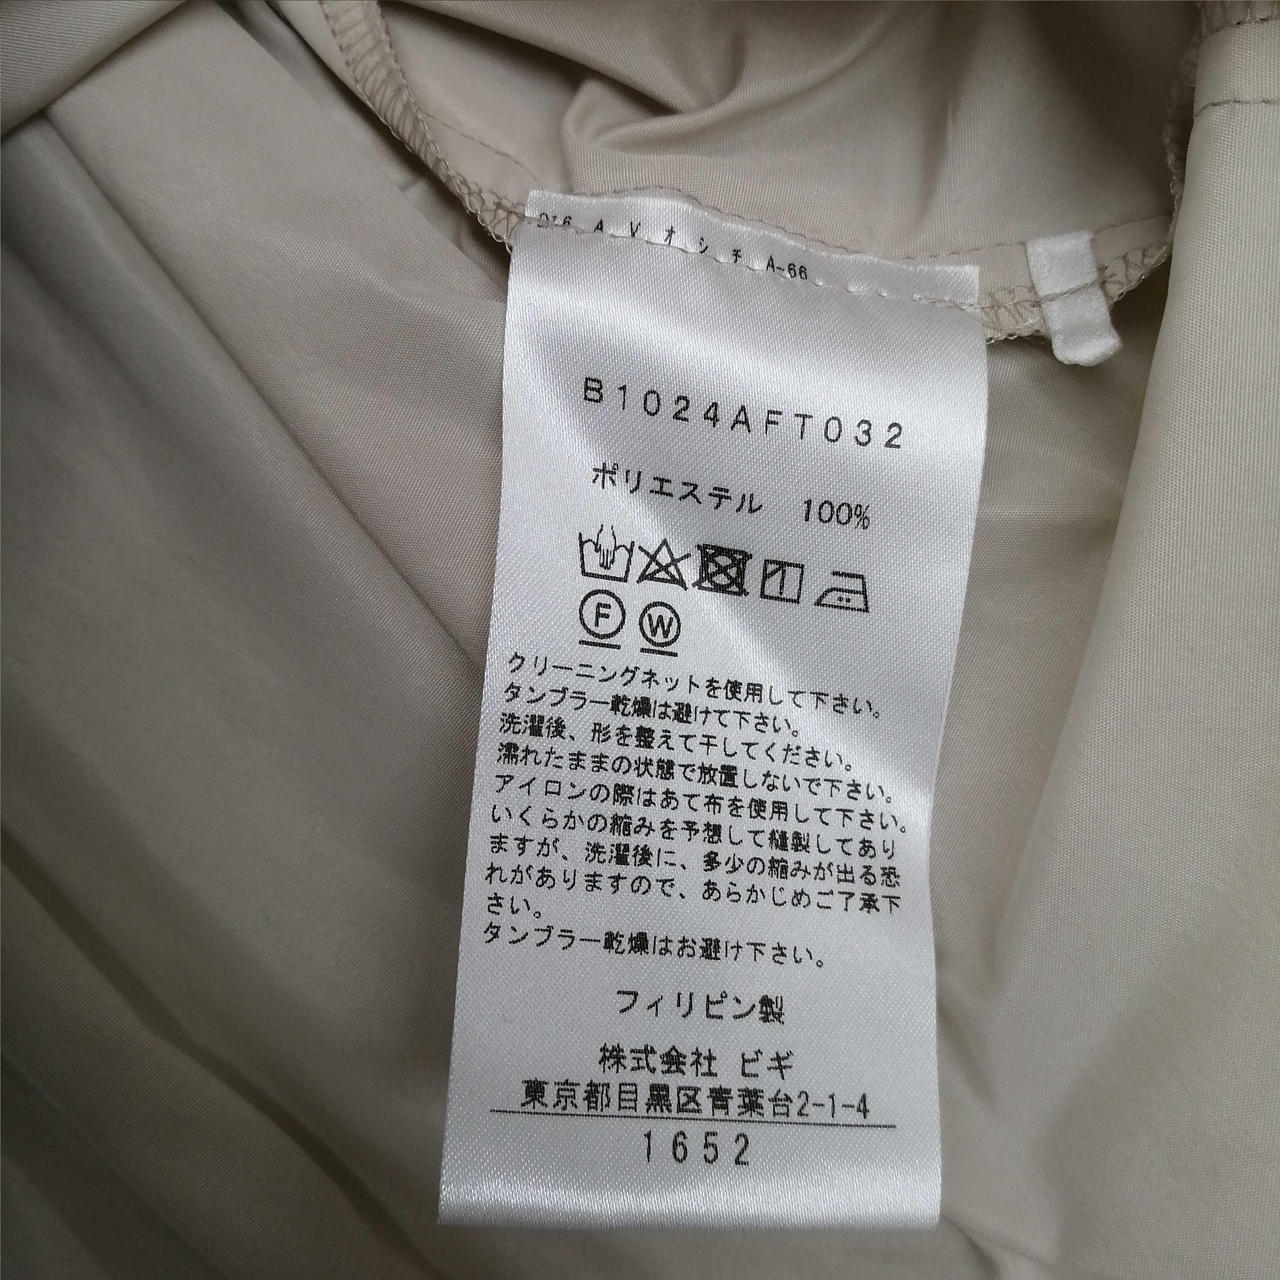 A V オシチ A-66
B1024AFT032
ポリエステル 100%
F W
クリーニングネットを使用して下さい。
タンブラー乾燥は避けて下さい。
洗濯後、形を整えて干してください。
濡れたままの状態で放置しないで下さい。
アイロンの際はあて布を使用して下さい。
いくらかの縮みを予想して縫製してあり
ますが、洗濯後に、多少の縮みが出る恐
れがありますので、あらかじめご了承下
さい。
タンブラー乾燥はお避け下さい。
フィリピン製
株式会社 ビギ
東京都目黒区青葉台2-1-4
1652